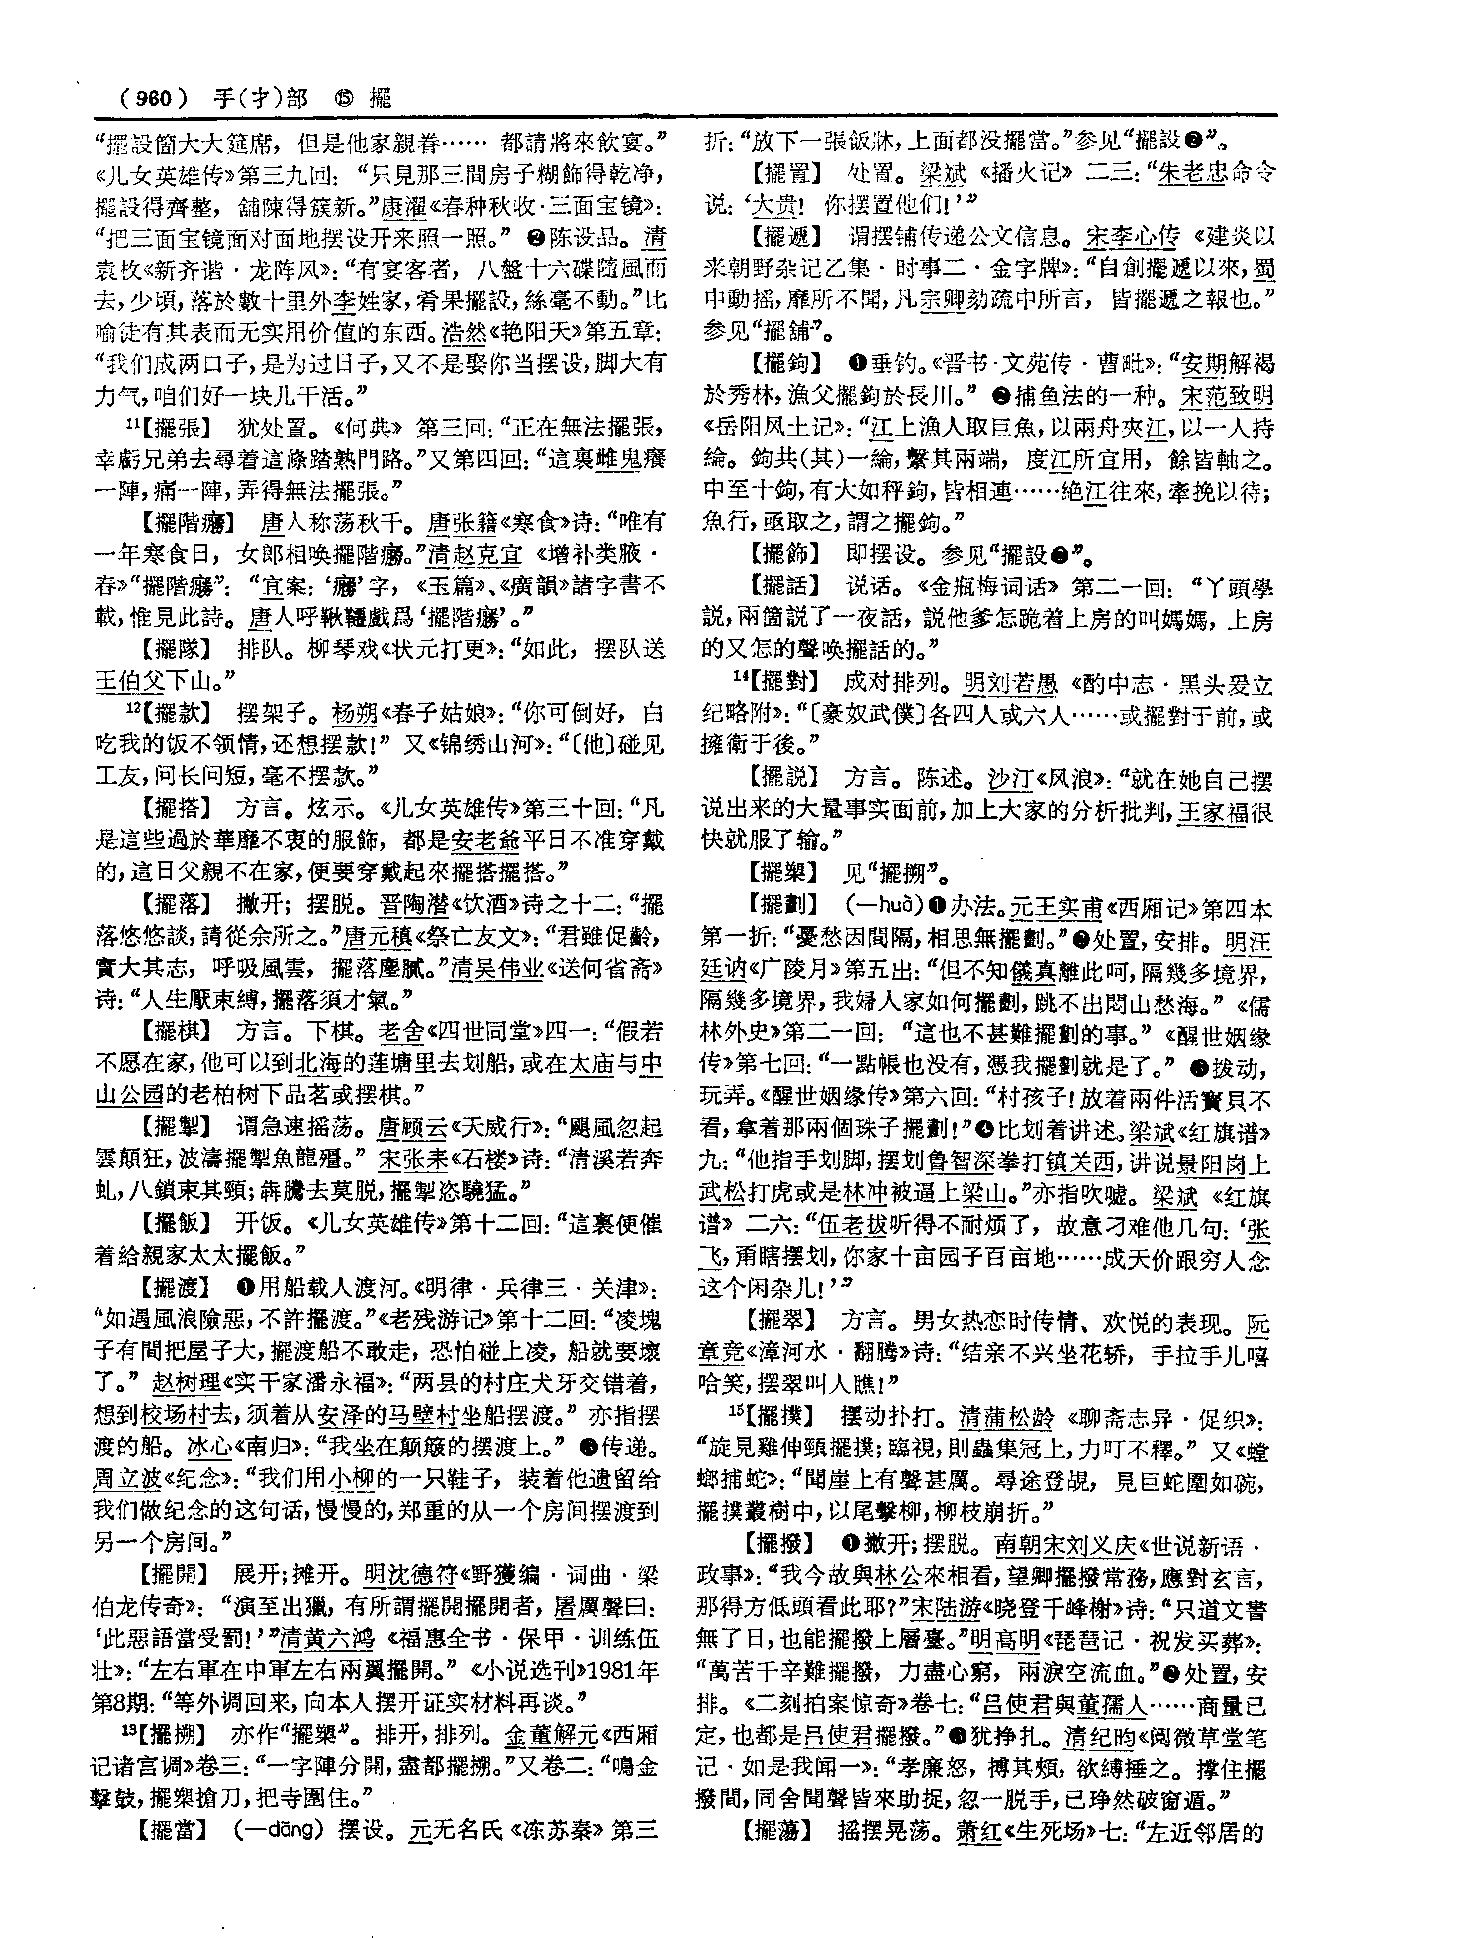 （960） 手(扌)部 ⑮ 擺
“擺設箇大大筵席，但是他家親眷…… 都請將來飲宴。”
《儿女英雄传》第三九回：“只見那三間房子糊飾得乾净，
擺設得齊整，舖陳得簇新。”康濯《春种秋收·三面宝镜》：
“把三面宝镜面对面地摆设开来照一照。” ❷陈设品。清
袁枚《新齐谐·龙阵风》：“有宴客者，八盤十六碟隨風而
去，少頃，落於數十里外李姓家，肴果擺設，絲毫不動。”比
喻徒有其表而无实用价值的东西。浩然《艳阳天》第五章：
“我们成两口子，是为过日子，又不是娶你当摆设，脚大有
力气，咱们好一块儿干活。”
11【擺張】 犹处置。《何典》 第三回：“正在無法擺張，
幸虧兄弟去尋着這條踏熟門路。”又第四回：“這裏雌鬼癢
一陣，痛一陣，弄得無法擺張。”
【擺階癐】 唐人称荡秋千。唐张籍《寒食》诗：“唯有
一年寒食日，女郎相唤擺階癐。”清赵克宜 《增补类腋·
春》“擺階癐”：“宜案：‘癐’字，《玉篇》、《廣韻》諸字書不
載，惟見此詩。唐人呼鞦韆戲爲‘擺階癐’。”
【擺隊】 排队。柳琴戏《状元打更》：“如此，摆队送
王伯父下山。”
12【擺款】 摆架子。杨朔《春子姑娘》：“你可倒好，白
吃我的饭不领情，还想摆款！” 又《锦绣山河》：“〔他〕碰见
工友，问长问短，毫不摆款。”
【擺搭】 方言。炫示。《儿女英雄传》第三十回：“凡
是這些過於華靡不衷的服飾，都是安老爺平日不准穿戴
的，這日父親不在家，便要穿戴起來擺搭擺搭。”
【擺落】 撇开；摆脱。晋陶潜《饮酒》诗之十二：“擺
落悠悠談，請從余所之。”唐元稹《祭亡友文》：“君雖促齡，
實大其志，呼吸風雲，擺落塵膩。”清吴伟业《送何省斋》
诗：“人生厭束縛，擺落須才氣。”
【擺棋】 方言。下棋。老舍《四世同堂》四一：“假若
不愿在家，他可以到北海的莲塘里去划船，或在太庙与中
山公园的老柏树下品茗或摆棋。”
【擺掣】 谓急速摇荡。唐顾云《天威行》：“颶風忽起
雲顛狂，波濤擺掣魚龍殭。” 宋张耒《石楼》诗：“清溪若奔
虬，八鎖束其頸；犇騰去莫脱，擺掣恣驍猛。”
【擺飯】 开饭。《儿女英雄传》第十二回：“這裏便催
着給親家太太擺飯。”
【擺渡】 ❶用船载人渡河。《明律·兵律三·关津》：
“如遇風浪險惡，不許擺渡。”《老残游记》第十二回：“凌塊
子有間把屋子大，擺渡船不敢走，恐怕碰上凌，船就要壞
了。” 赵树理《实干家潘永福》：“两县的村庄犬牙交错着，
想到校场村去，须着从安泽的马壁村坐船摆渡。” 亦指摆
渡的船。冰心《南归》：“我坐在颠簸的摆渡上。” ❷传递。
周立波《纪念》：“我们用小柳的一只鞋子，装着他遗留给
我们做纪念的这句话，慢慢的，郑重的从一个房间摆渡到
另一个房间。”
【擺開】 展开；摊开。明沈德符《野獲编·词曲·梁
伯龙传奇》：“演至出獵，有所謂擺開擺開者，屠厲聲曰：
‘此惡語當受罰！’”清黄六鸿 《福惠全书·保甲·训练伍
壮》：“左右軍在中軍左右兩翼擺開。” 《小说选刊》1981年
第8期：“等外调回来，向本人摆开证实材料再谈。”
13【擺搠】 亦作“擺槊”。排开，排列。金董解元《西厢
记诸宫调》卷三：“一字陣分開，盡都擺搠。”又卷二：“鳴金
擊鼓，擺槊搶刀，把寺圍住。”
【擺當】 （—dāng）摆设。元无名氏《冻苏秦》第三
折：“放下一張飯牀，上面都没擺當。”参见“擺設❷”。
【擺置】 处置。梁斌 《播火记》 二三：“朱老忠命令
说：‘大贵！你摆置他们！’”
【擺遞】 谓摆铺传递公文信息。宋李心传 《建炎以
来朝野杂记乙集·时事二·金字牌》：“自創擺遞以來，蜀
中動摇，靡所不聞，凡宗卿劾疏中所言，皆擺遞之報也。”
参见“擺舖”。
【擺鉤】 ❶垂钓。《晋书·文苑传·曹毗》：“安期解褐
於秀林，漁父擺鉤於長川。” ❷捕鱼法的一种。宋范致明
《岳阳风土记》：“江上漁人取巨魚，以兩舟夾江，以一人持
綸。鉤共(其)一綸，繫其兩端，度江所宜用，餘皆軸之。
中至十鉤，有大如秤鉤，皆相連……绝江往來，牽挽以待；
魚行，亟取之，謂之擺鉤。”
【擺飾】 即摆设。参见“擺設❷”。
【擺話】 说话。《金瓶梅词话》 第二一回：“丫頭學
説，兩箇説了一夜話，説他爹怎跪着上房的叫媽媽，上房
的又怎的聲唤擺話的。”
14【擺對】 成对排列。明刘若愚 《酌中志·黑头爰立
纪略附》：“〔豪奴武僕〕各四人或六人……或擺對于前，或
擁衛于後。”
【擺説】 方言。陈述。沙汀《风浪》：“就在她自己摆
说出来的大量事实面前，加上大家的分析批判，王家福很
快就服了输。”
【擺槊】 见“擺搠”。
【擺劃】 （—huà）❶办法。元王实甫《西厢记》第四本
第一折：“憂愁因間隔，相思無擺劃。”❷处置，安排。明汪
廷讷《广陵月》第五出：“但不知儀真離此呵，隔幾多境界，
隔幾多境界，我婦人家如何擺劃，跳不出悶山愁海。” 《儒
林外史》第二一回：“這也不甚難擺劃的事。” 《醒世姻缘
传》第七回：“一點帳也没有，憑我擺劃就是了。” ❸拨动，
玩弄。《醒世姻缘传》第六回：“村孩子！放着兩件活寶貝不
看，拿着那兩個珠子擺劃！”❹比划着讲述。梁斌《红旗谱》
九：“他指手划脚，摆划鲁智深拳打镇关西，讲说景阳岗上
武松打虎或是林冲被逼上梁山。”亦指吹嘘。梁斌 《红旗
谱》 二六：“伍老拔听得不耐烦了，故意刁难他几句：‘张
飞，甭瞎摆划，你家十亩园子百亩地……成天价跟穷人念
这个闲杂儿！’”
【擺翠】 方言。男女热恋时传情、欢悦的表现。阮
章竞《漳河水·翻腾》诗：“结亲不兴坐花轿，手拉手儿嘻
哈笑，摆翠叫人瞧！”
15【擺撲】 摆动扑打。清蒲松龄 《聊斋志异·促织》：
“旋見雞伸頸擺撲；臨視，則蟲集冠上，力叮不釋。” 又《螳
螂捕蛇》：“聞崖上有聲甚厲。尋途登覘，見巨蛇圍如碗，
擺撲叢樹中，以尾擊柳，柳枝崩折。”
【擺撥】 ❶撇开；摆脱。南朝宋刘义庆《世说新语·
政事》：“我今故與林公來相看，望卿擺撥常務，應對玄言，
那得方低頭看此耶？”宋陆游《晓登千峰榭》诗：“只道文書
無了日，也能擺撥上層臺。”明高明《琵琶记·祝发买葬》：
“萬苦千辛難擺撥，力盡心窮，兩淚空流血。”❷处置，安
排。《二刻拍案惊奇》卷七：“吕使君與董孺人……商量已
定，也都是吕使君擺撥。”❸犹挣扎。清纪昀《阅微草堂笔
记·如是我闻一》：“孝廉怒，搏其頰，欲縛捶之。撑住擺
撥間，同舍聞聲皆來助捉，忽一脱手，已琤然破窗遁。”
【擺蕩】 摇摆晃荡。萧红《生死场》七：“左近邻居的